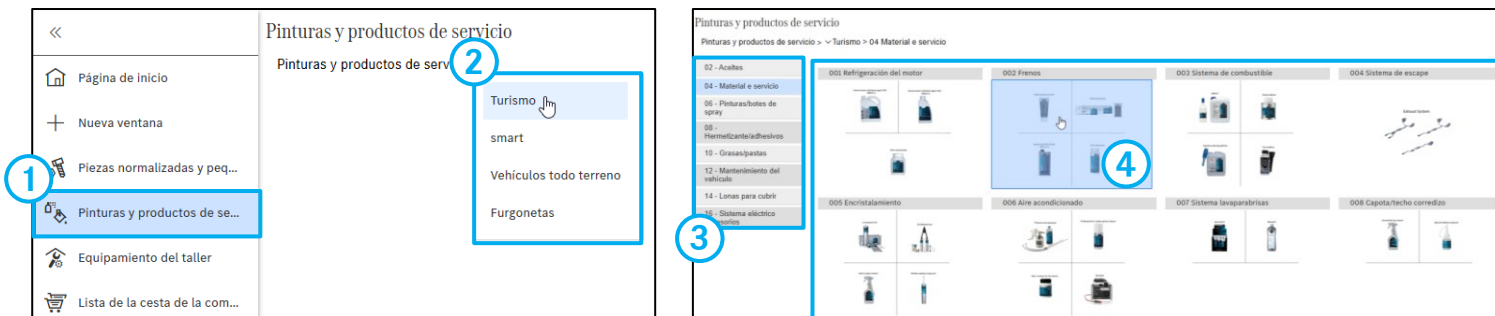 «
Pinturas y productos de servicio
Pinturas y productos de serv
2
Página de inicio
Turismo
Nueva ventana
smart
Piezas normalizadas y peq...
1
Vehículos todo terreno
Pinturas y productos de se...
Furgonetas
Equipamiento del taller
Lista de la cesta de la com...
Pinturas y productos de servicio
Pinturas y productos de servicio > Turismo > 04 Material e servicio
02 - Aceites
04 - Material e servicio
06 - Pinturas/botes de
spray
08 -
Hermetizante/adhesivos
10 - Grasas/pastas
12 - Mantenimiento del
vehículo
14 - Lonas para cubrir
16 - Sistema eléctrico
3
001 Refrigeración del motor
002 Frenos
003 Sistema de combustible
004 Sistema de escape
4
005 Encristalamiento
006 Aire acondicionado
007 Sistema lavaparabrisas
008 Capota/techo corredizo